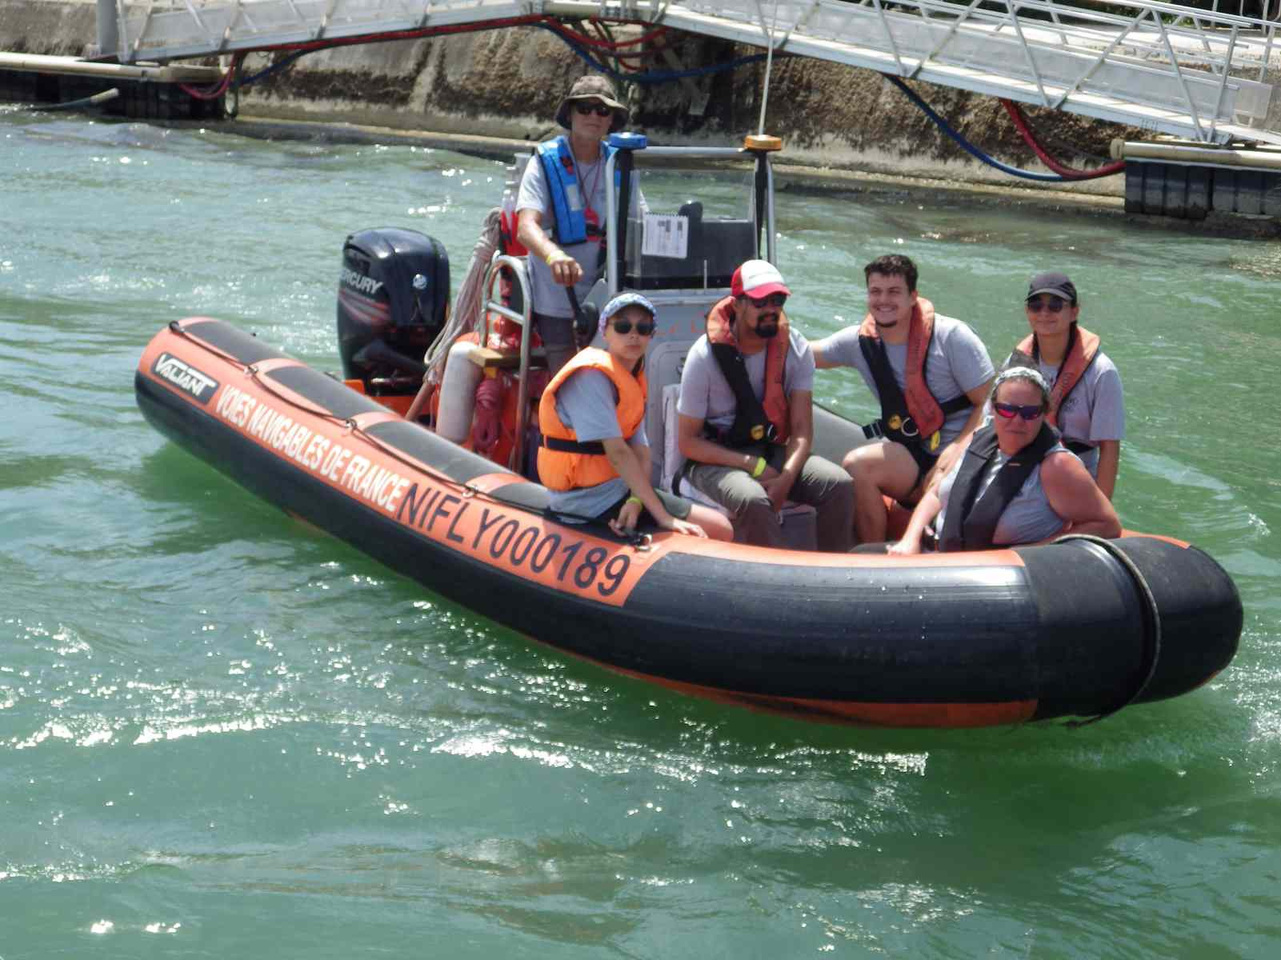 MERCURY
VALIANT
VOIES NAVIGABLES DE FRANCE
NIFLY000189